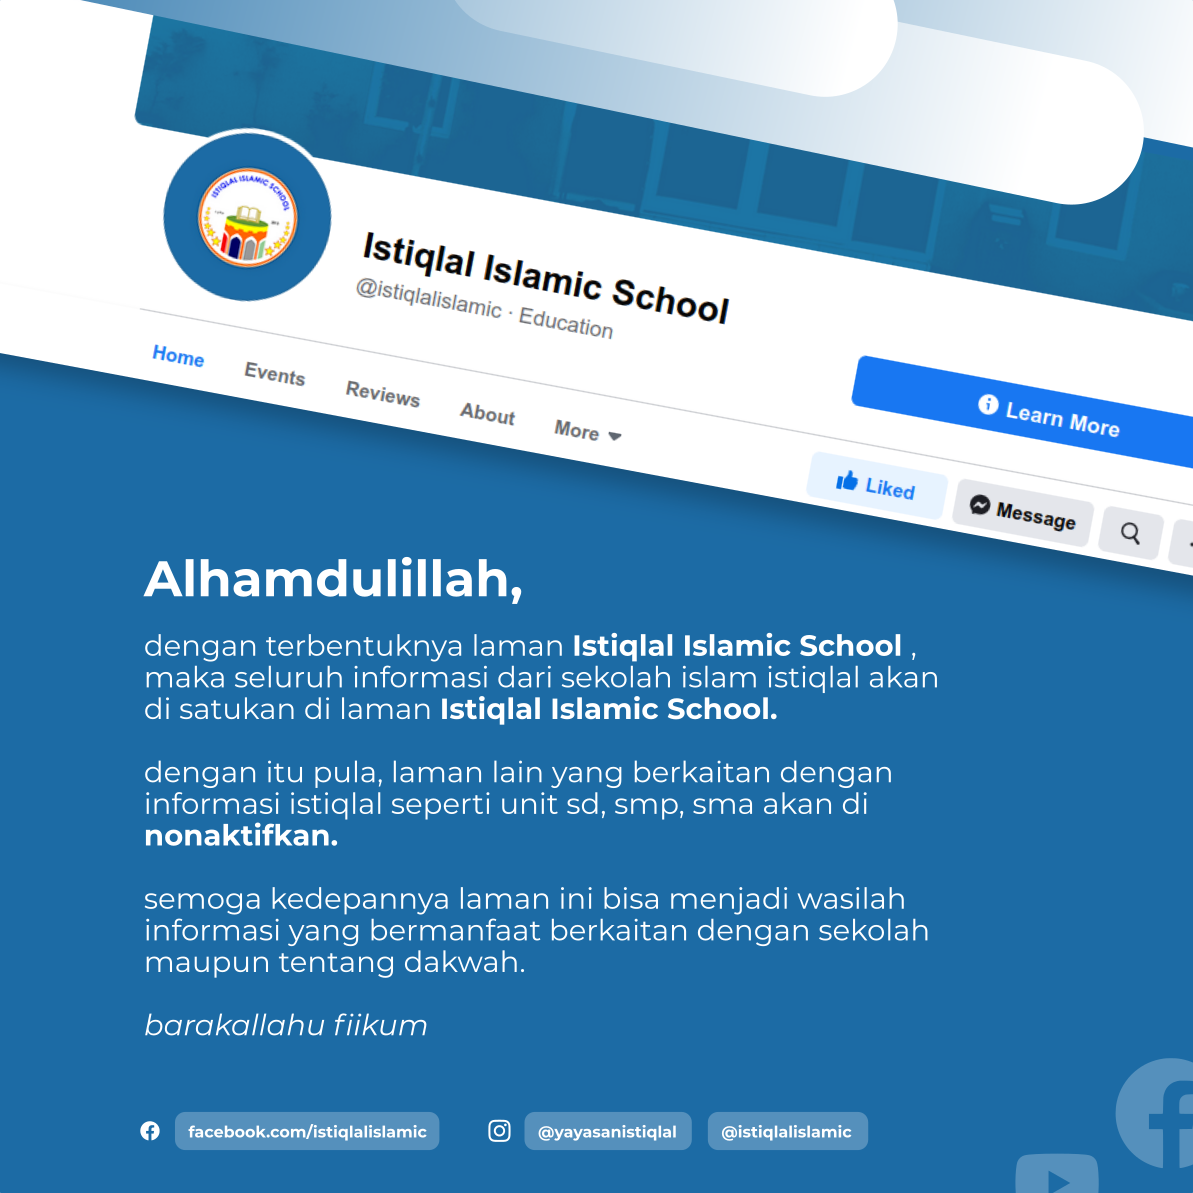 ISTIQLAL ISLAMIC SCHOOL
Istiqlal Islamic School
@istiqlalislamic · Education
Learn More
Home
Events
Reviews
About
More
Liked
Message
Alhamdulillah,
dengan terbentuknya laman Istiqlal Islamic School ,
maka seluruh informasi dari sekolah islam istiqlal akan
di satukan di laman Istiqlal Islamic School.
dengan itu pula, laman lain yang berkaitan dengan
informasi istiqlal seperti unit sd, smp, sma akan di
nonaktifkan.
semoga kedepannya laman ini bisa menjadi wasilah
informasi yang bermanfaat berkaitan dengan sekolah
maupun tentang dakwah.
barakallahu fiikum
facebook.com/istiqlalislamic
@yayasanistiqlal
@istiqlalislamic